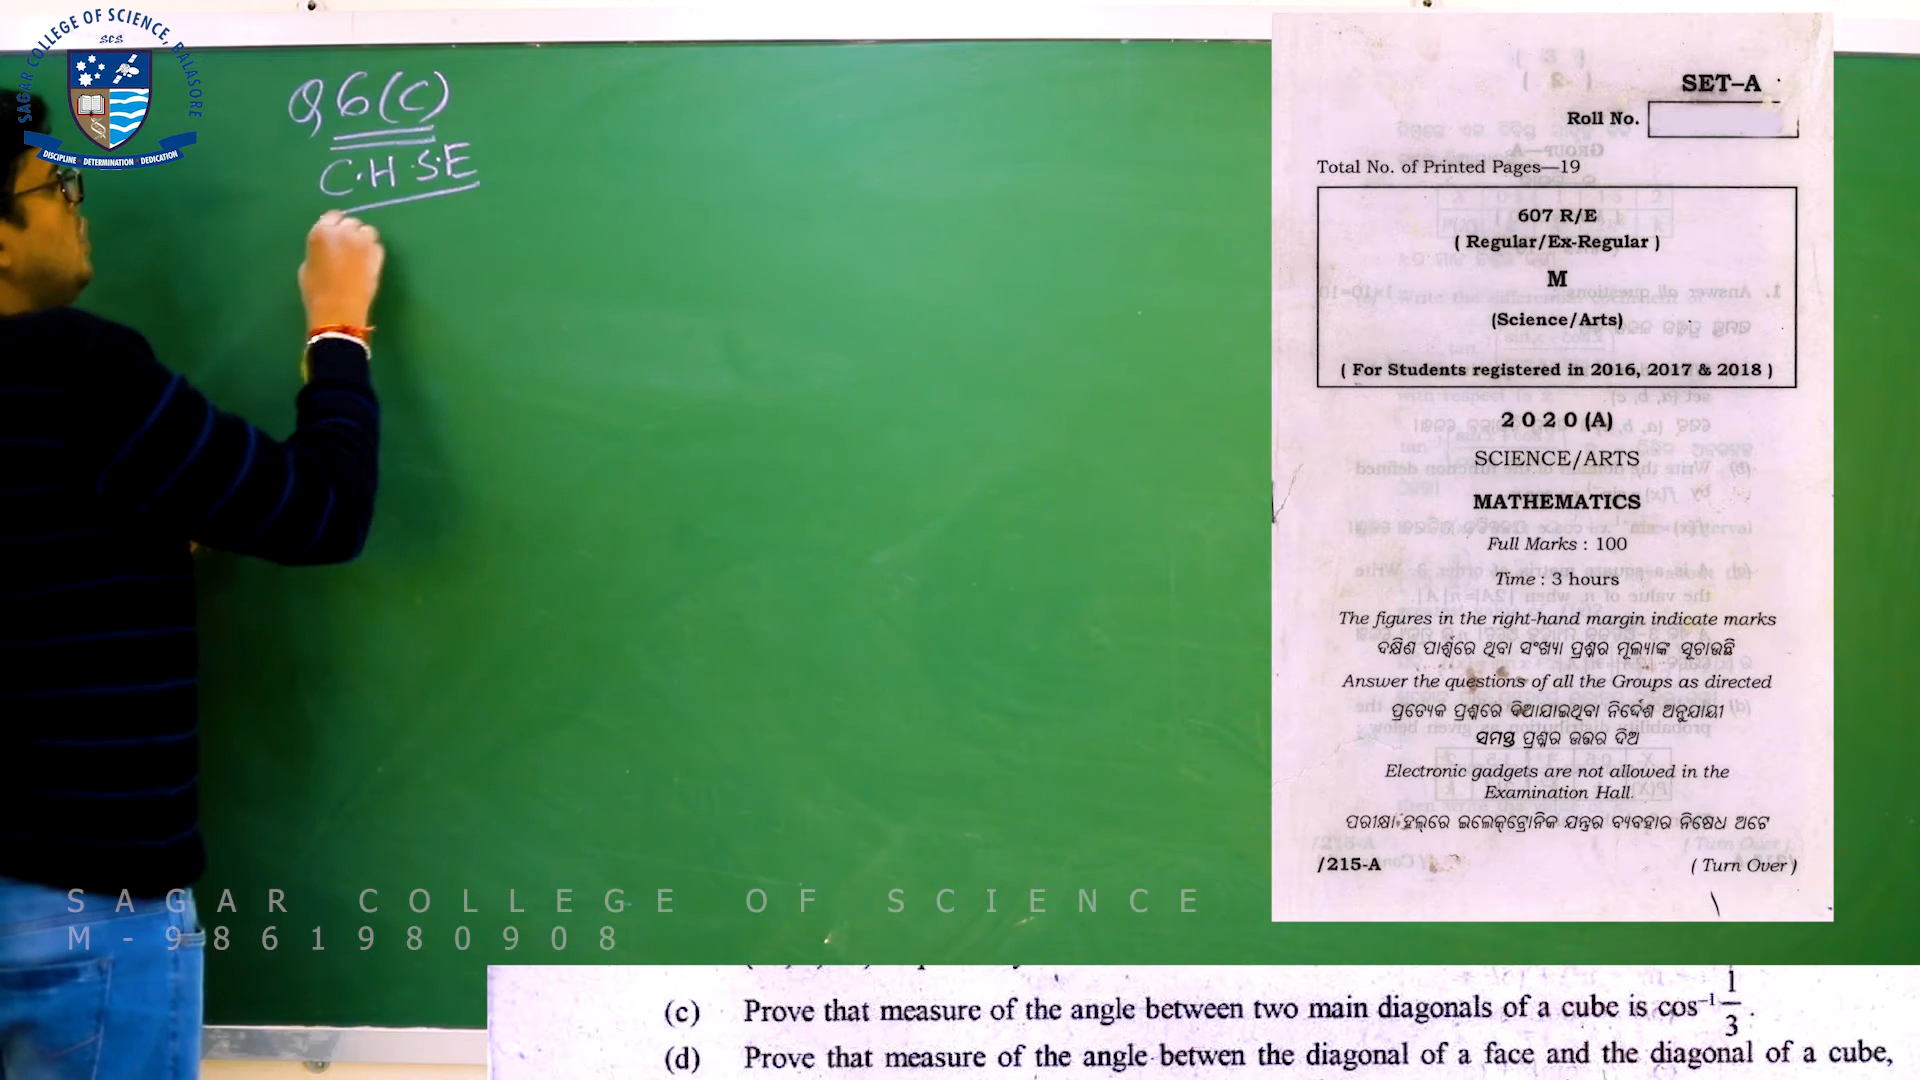 SAGAR COLLEGE OF SCIENCE, BALASORE
SCS
DISCIPLINE - DETERMINATION - DEDICATION
Q 6(C)
C.H.S.E
SET–A
Roll No.
Total No. of Printed Pages—19
607 R/E
( Regular/Ex-Regular )
M
(Science/Arts)
( For Students registered in 2016, 2017 & 2018 )
2 0 2 0 (A)
SCIENCE/ARTS
MATHEMATICS
Full Marks : 100
Time : 3 hours
The figures in the right-hand margin indicate marks
ଦକ୍ଷିଣ ପାର୍ଶ୍ଵରେ ଥିବା ସଂଖ୍ୟା ପ୍ରଶ୍ନର ମୂଲ୍ୟାଙ୍କ ସୂଚାଉଛି
Answer the questions of all the Groups as directed
ପ୍ରତ୍ୟେକ ପ୍ରଶ୍ନରେ ଦିଆଯାଇଥିବା ନିର୍ଦ୍ଦେଶ ଅନୁଯାୟୀ
ସମସ୍ତ ପ୍ରଶ୍ନର ଉତ୍ତର ଦିଅ
Electronic gadgets are not allowed in the
Examination Hall.
ପରୀକ୍ଷା ହଲ୍‌ରେ ଇଲେକ୍ଟ୍ରୋନିକ ଯନ୍ତ୍ରର ବ୍ୟବହାର ନିଷେଧ ଅଟେ
/215-A
( Turn Over )
SAGAR COLLEGE OF SCIENCE
M-9861980908
(c) Prove that measure of the angle between two main diagonals of a cube is cos⁻¹ 1/3.
(d) Prove that measure of the angle betwen the diagonal of a face and the diagonal of a cube,